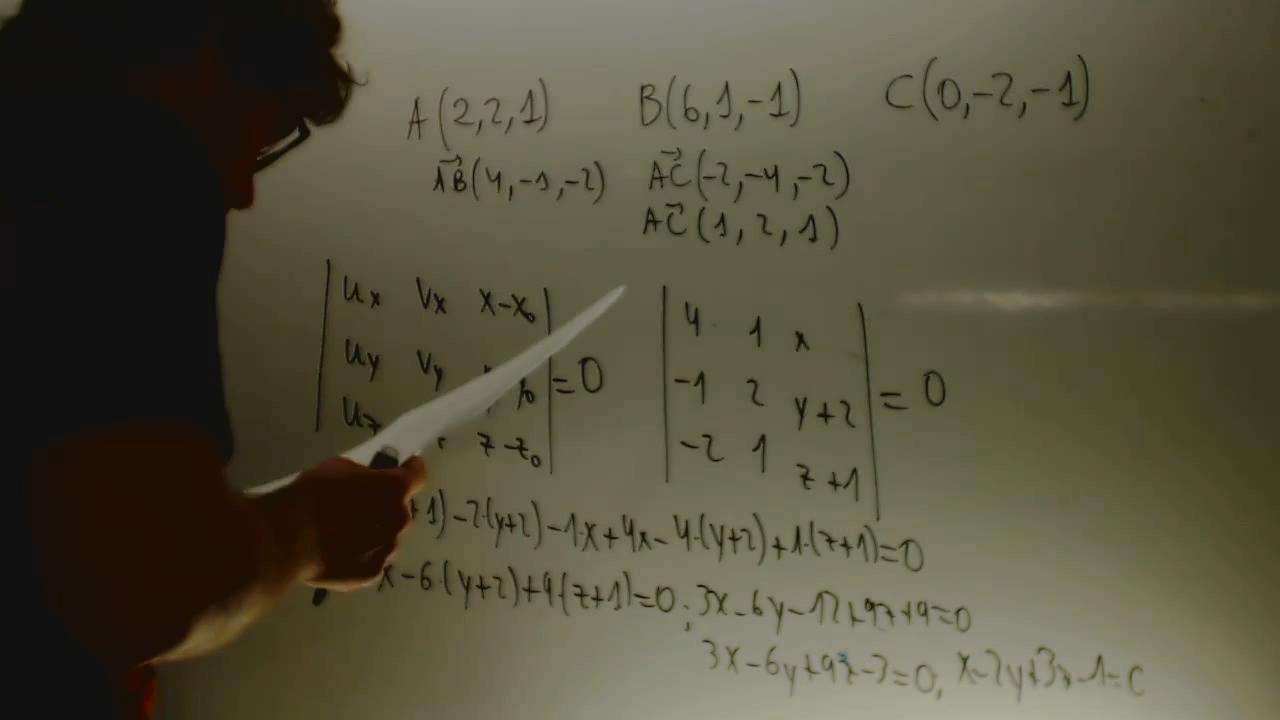 A(2,2,1) B(6,1,-1) C(0,-2,-1)
AB(4,-1,-2) AC(-2,-4,-2)
AC(1,2,1)
ux vx x-x0
uy vy
uz z-z0
=0
4 1 x
-1 2 y+2
-2 1 z+1
= 0
+1)-2·(y+2)-1·x+4x-4·(y+2)+1·(z+1)=0
x-6·(y+2)+9·(z+1)=0; 3x-6y-12+9z+9=0
3x-6y+9z-3=0, x-2y+3z-1=0